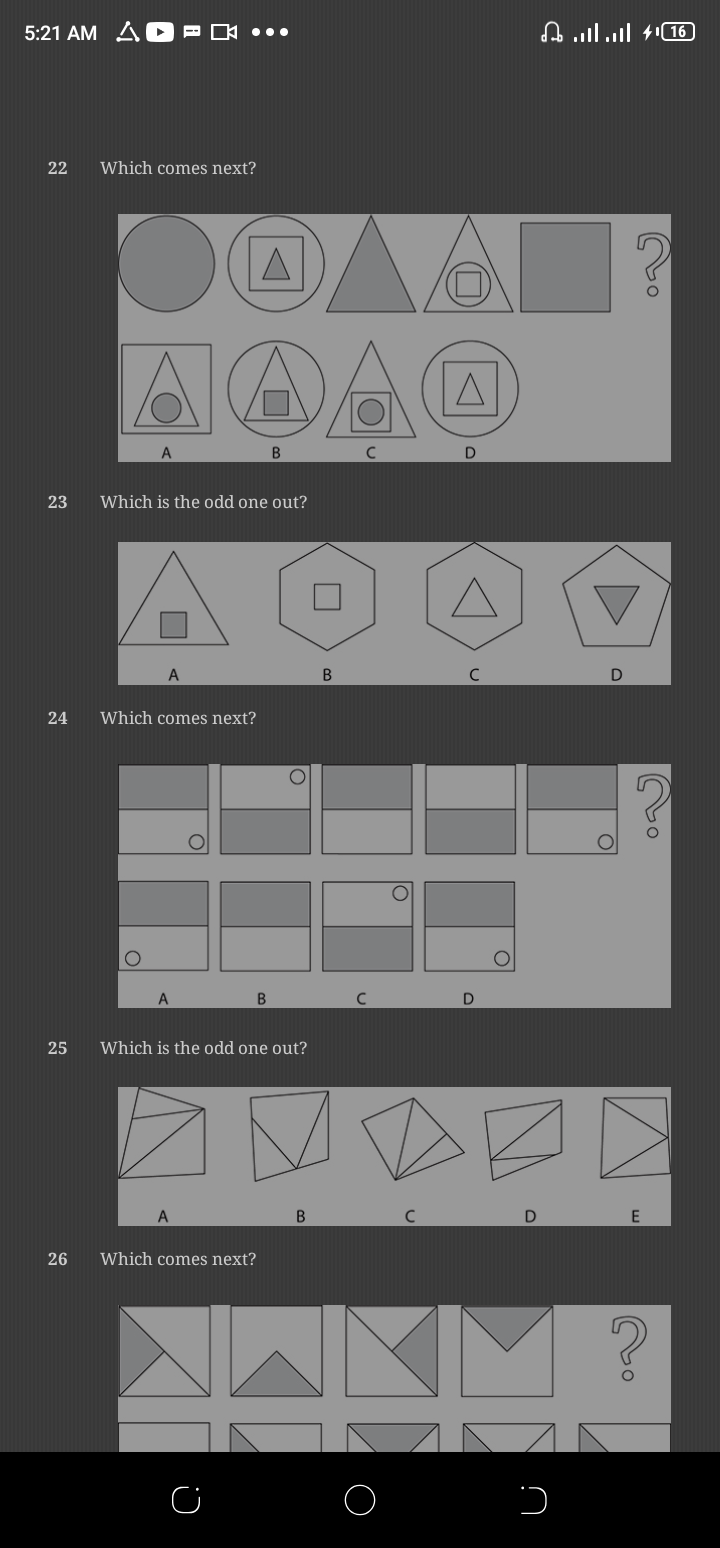 5:21 AM 16
22 Which comes next?
?
A B C D
23 Which is the odd one out?
A B C D
24 Which comes next?
?
A B C D
25 Which is the odd one out?
A B C D E
26 Which comes next?
?